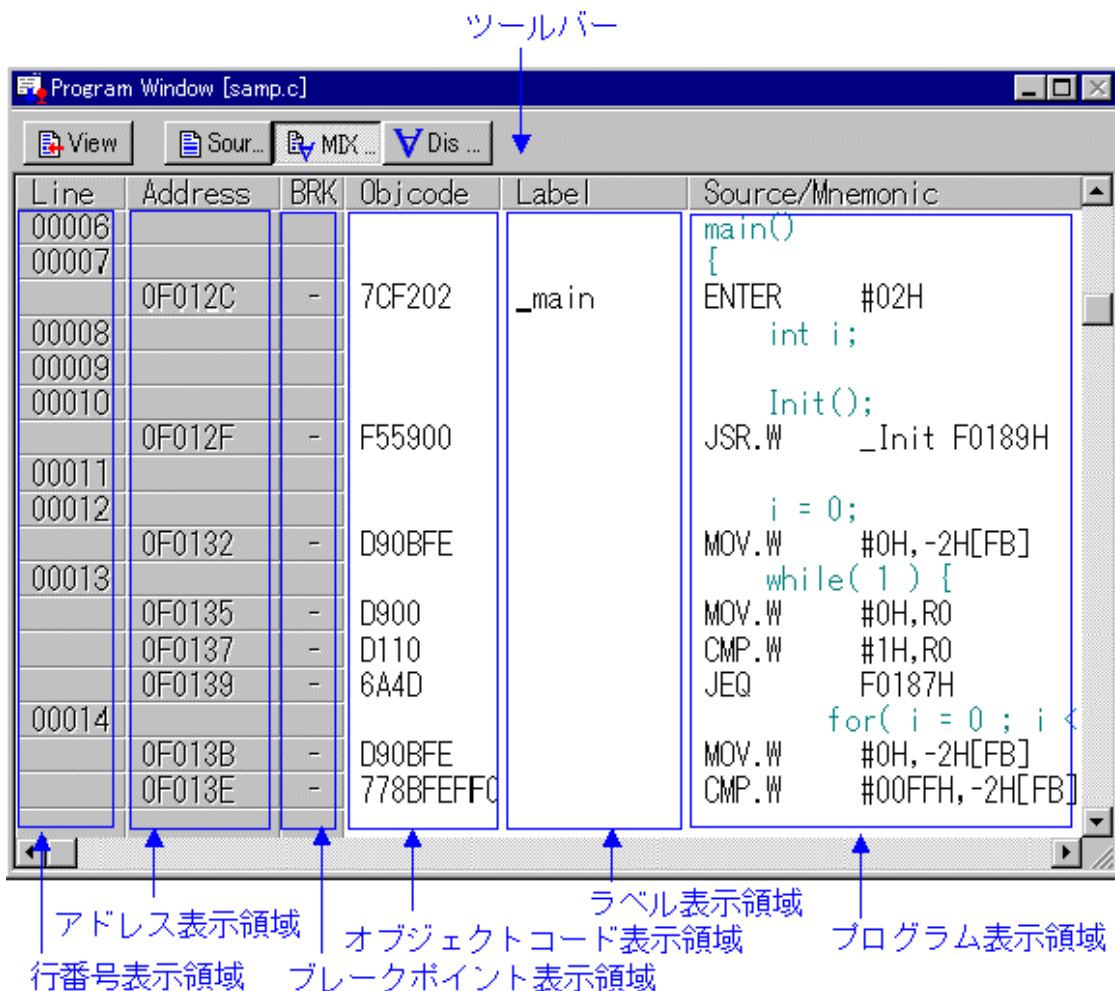 ツールバー
Program Window [samp.c]
View Sour... MIX ... Dis ...
Line Address BRK Objcode Label Source/Mnemonic
00006 main()
00007 {
0F012C - 7CF202 _main ENTER #02H
00008 int i;
00009
00010 Init();
0F012F - F55900 JSR.W _Init F0189H
00011
00012 i = 0;
0F0132 - D90BFE MOV.W #0H,-2H[FB]
00013 while( 1 ) {
0F0135 - D900 MOV.W #0H,R0
0F0137 - D110 CMP.W #1H,R0
0F0139 - 6A4D JEQ F0187H
00014 for( i = 0 ; i <
0F013B - D90BFE MOV.W #0H,-2H[FB]
0F013E - 778BFEFF0 CMP.W #00FFH,-2H[FB]
ラベル表示領域
アドレス表示領域 オブジェクトコード表示領域 プログラム表示領域
行番号表示領域 ブレークポイント表示領域